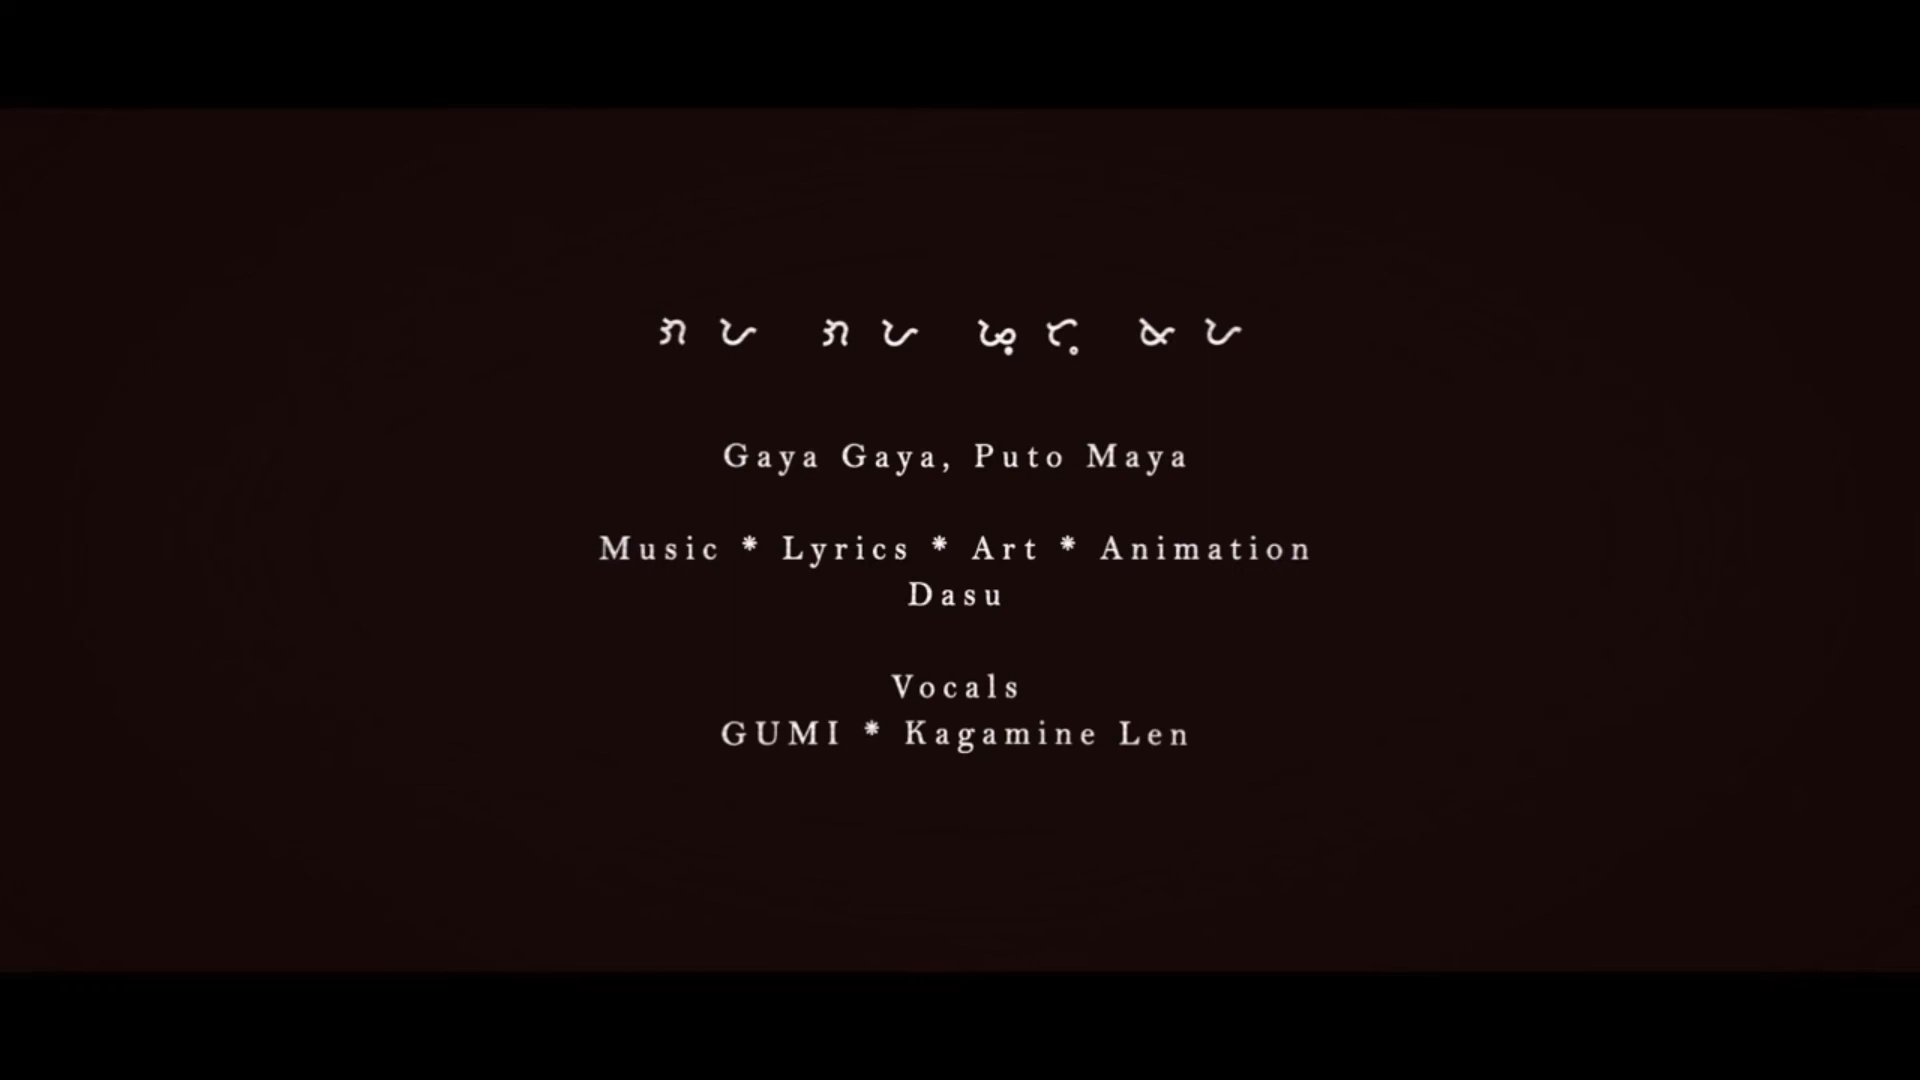 ᜄᜌ ᜄᜌ ᜉᜓᜆᜓ ᜋᜌ
Gaya Gaya, Puto Maya
Music * Lyrics * Art * Animation
Dasu
Vocals
GUMI * Kagamine Len